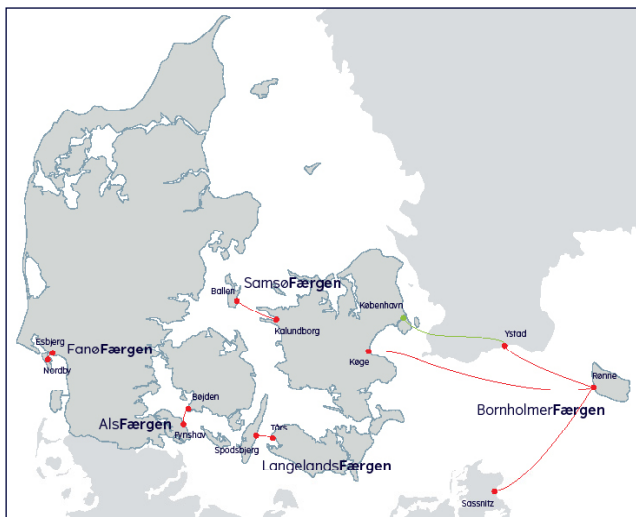 SamsøFærgen
Ballen
København
Kalundborg
Ystad
Esbjerg
FanøFærgen
Nordby
Køge
Rønne
Bøjden
BornholmerFærgen
AlsFærgen
Fynshav
Tårs
Spodsbjerg
LangelandsFærgen
Sassnitz